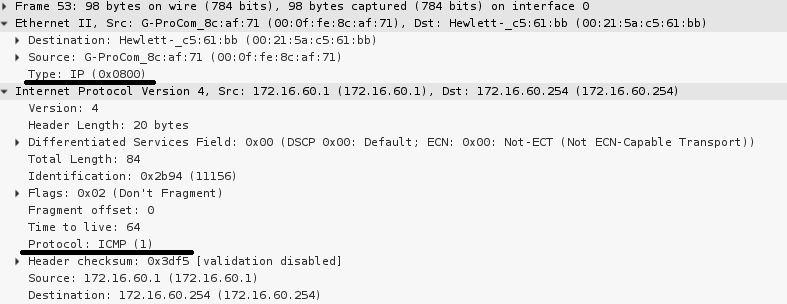 Frame 53: 98 bytes on wire (784 bits), 98 bytes captured (784 bits) on interface 0
Ethernet II, Src: G-ProCom_8c:af:71 (00:0f:fe:8c:af:71), Dst: Hewlett-_c5:61:bb (00:21:5a:c5:61:bb)
Destination: Hewlett-_c5:61:bb (00:21:5a:c5:61:bb)
Source: G-ProCom_8c:af:71 (00:0f:fe:8c:af:71)
Type: IP (0x0800)
Internet Protocol Version 4, Src: 172.16.60.1 (172.16.60.1), Dst: 172.16.60.254 (172.16.60.254)
Version: 4
Header Length: 20 bytes
Differentiated Services Field: 0x00 (DSCP 0x00: Default; ECN: 0x00: Not-ECT (Not ECN-Capable Transport))
Total Length: 84
Identification: 0x2b94 (11156)
Flags: 0x02 (Don't Fragment)
Fragment offset: 0
Time to live: 64
Protocol: ICMP (1)
Header checksum: 0x3df5 [validation disabled]
Source: 172.16.60.1 (172.16.60.1)
Destination: 172.16.60.254 (172.16.60.254)